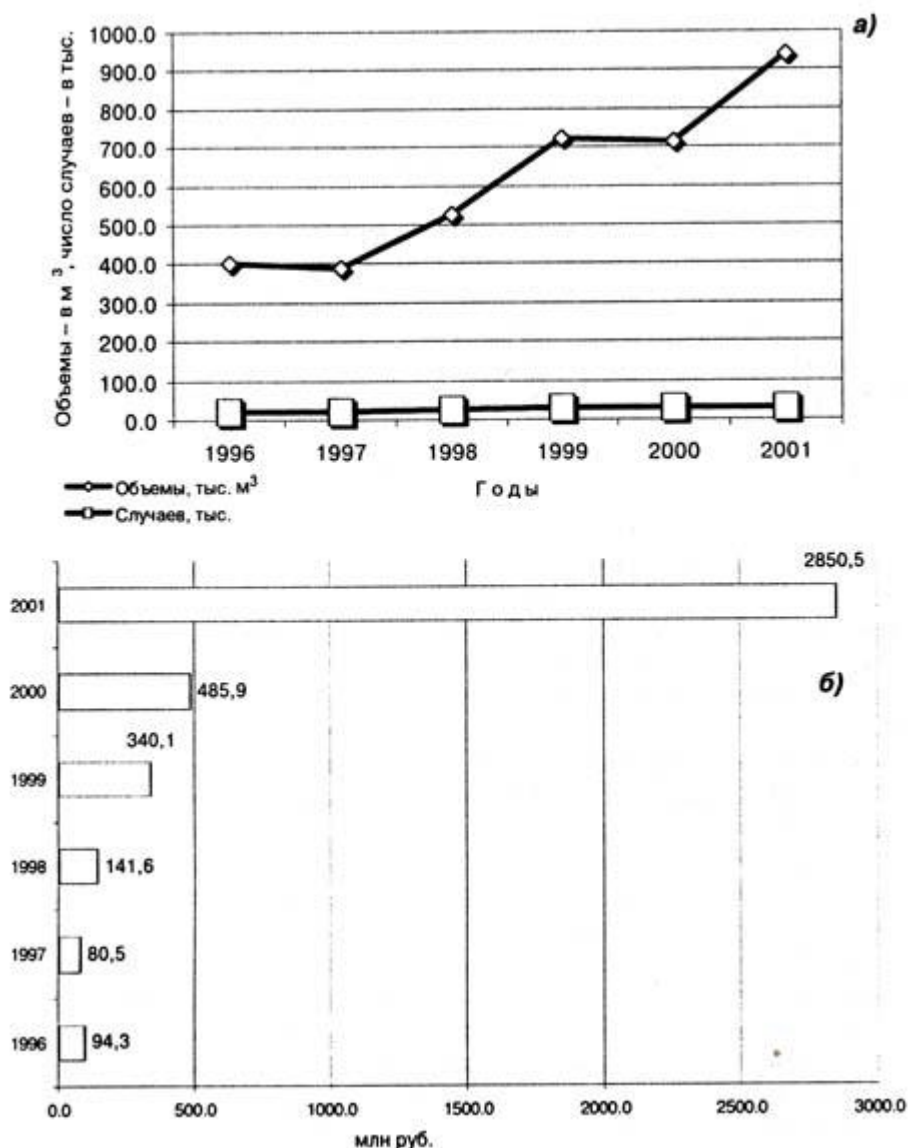 а)
Объемы – в м³, число случаев – в тыс.
1000.0
900.0
800.0
700.0
600.0
500.0
400.0
300.0
200.0
100.0
0.0
1996 1997 1998 1999 2000 2001
Годы
Объемы, тыс. м³
Случаев, тыс.
б)
2001 2850,5
2000 485,9
1999 340,1
1998 141,6
1997 80,5
1996 94,3
0.0 500.0 1000.0 1500.0 2000.0 2500.0 3000.0
млн руб.